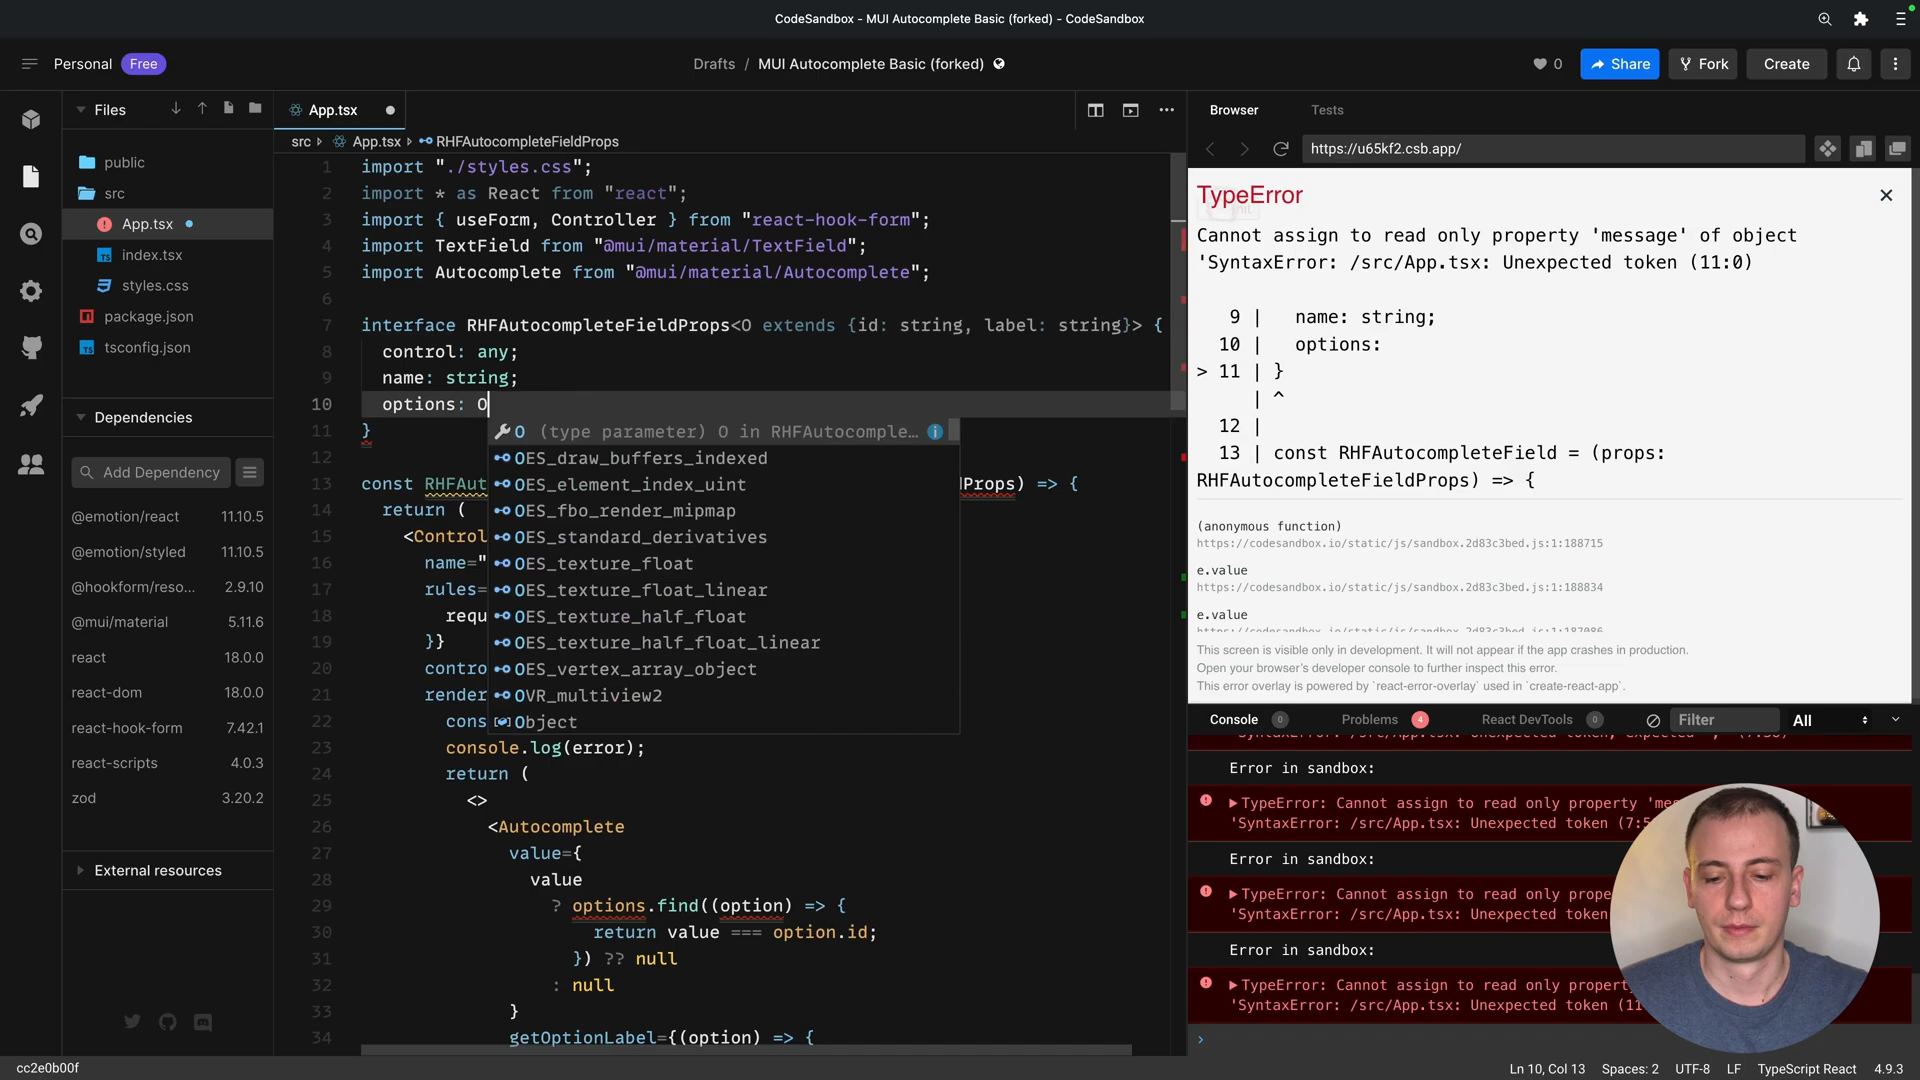 CodeSandbox - MUI Autocomplete Basic (forked) - CodeSandbox
Personal Free
Drafts / MUI Autocomplete Basic (forked)
0 Share Fork Create
Files
App.tsx
Browser Tests
src App.tsx RHFAutocompleteFieldProps
https://u65kf2.csb.app/
public
src
App.tsx
index.tsx
styles.css
package.json
tsconfig.json
Dependencies
Add Dependency
@emotion/react 11.10.5
@emotion/styled 11.10.5
@hookform/reso... 2.9.10
@mui/material 5.11.6
react 18.0.0
react-dom 18.0.0
react-hook-form 7.42.1
react-scripts 4.0.3
zod 3.20.2
External resources
1 import "./styles.css";
2 import * as React from "react";
3 import { useForm, Controller } from "react-hook-form";
4 import TextField from "@mui/material/TextField";
5 import Autocomplete from "@mui/material/Autocomplete";
6
7 interface RHFAutocompleteFieldProps<O extends {id: string, label: string}> {
8 control: any;
9 name: string;
10 options: O
11 }
12
13 const RHFAut dProps) => {
14 return (
15 <Control
16 name="
17 rules=
18 requ
19 }}
20 contro
21 render
22 cons
23 console.log(error);
24 return (
25 <>
26 <Autocomplete
27 value={
28 value
29 ? options.find((option) => {
30 return value === option.id;
31 }) ?? null
32 : null
33 }
34 getOptionLabel={(option) => {
O (type parameter) O in RHFAutocomple…
OES_draw_buffers_indexed
OES_element_index_uint
OES_fbo_render_mipmap
OES_standard_derivatives
OES_texture_float
OES_texture_float_linear
OES_texture_half_float
OES_texture_half_float_linear
OES_vertex_array_object
OVR_multiview2
Object
TypeError
Cannot assign to read only property 'message' of object
'SyntaxError: /src/App.tsx: Unexpected token (11:0)
9 | name: string;
10 | options:
> 11 | }
| ^
12 |
13 | const RHFAutocompleteField = (props:
RHFAutocompleteFieldProps) => {
(anonymous function)
https://codesandbox.io/static/js/sandbox.2d83c3bed.js:1:188715
e.value
https://codesandbox.io/static/js/sandbox.2d83c3bed.js:1:188834
e.value
https://codesandbox.io/static/js/sandbox.2d83c3bed.js:1:187086
This screen is visible only in development. It will not appear if the app crashes in production.
Open your browser's developer console to further inspect this error.
This error overlay is powered by `react-error-overlay` used in `create-react-app`.
Console 0 Problems 4 React DevTools 0 Filter All
Error in sandbox:
TypeError: Cannot assign to read only property 'mes
'SyntaxError: /src/App.tsx: Unexpected token (7:5
Error in sandbox:
TypeError: Cannot assign to read only prope
'SyntaxError: /src/App.tsx: Unexpected token
Error in sandbox:
TypeError: Cannot assign to read only property
'SyntaxError: /src/App.tsx: Unexpected token (11
cc2e0b00f
Ln 10, Col 13 Spaces: 2 UTF-8 LF TypeScript React 4.9.3